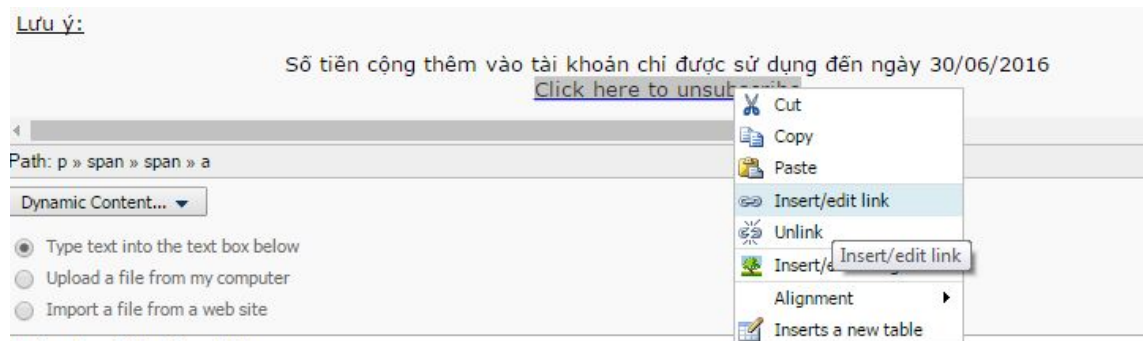 Lưu ý:
Số tiền cộng thêm vào tài khoản chỉ được sử dụng đến ngày 30/06/2016
Click here to unsubscribe
Cut
Copy
Path: p » span » span » a
Paste
Dynamic Content...
Insert/edit link
Type text into the text box below
Unlink
Insert/edit link
Upload a file from my computer
Alignment
Import a file from a web site
Inserts a new table